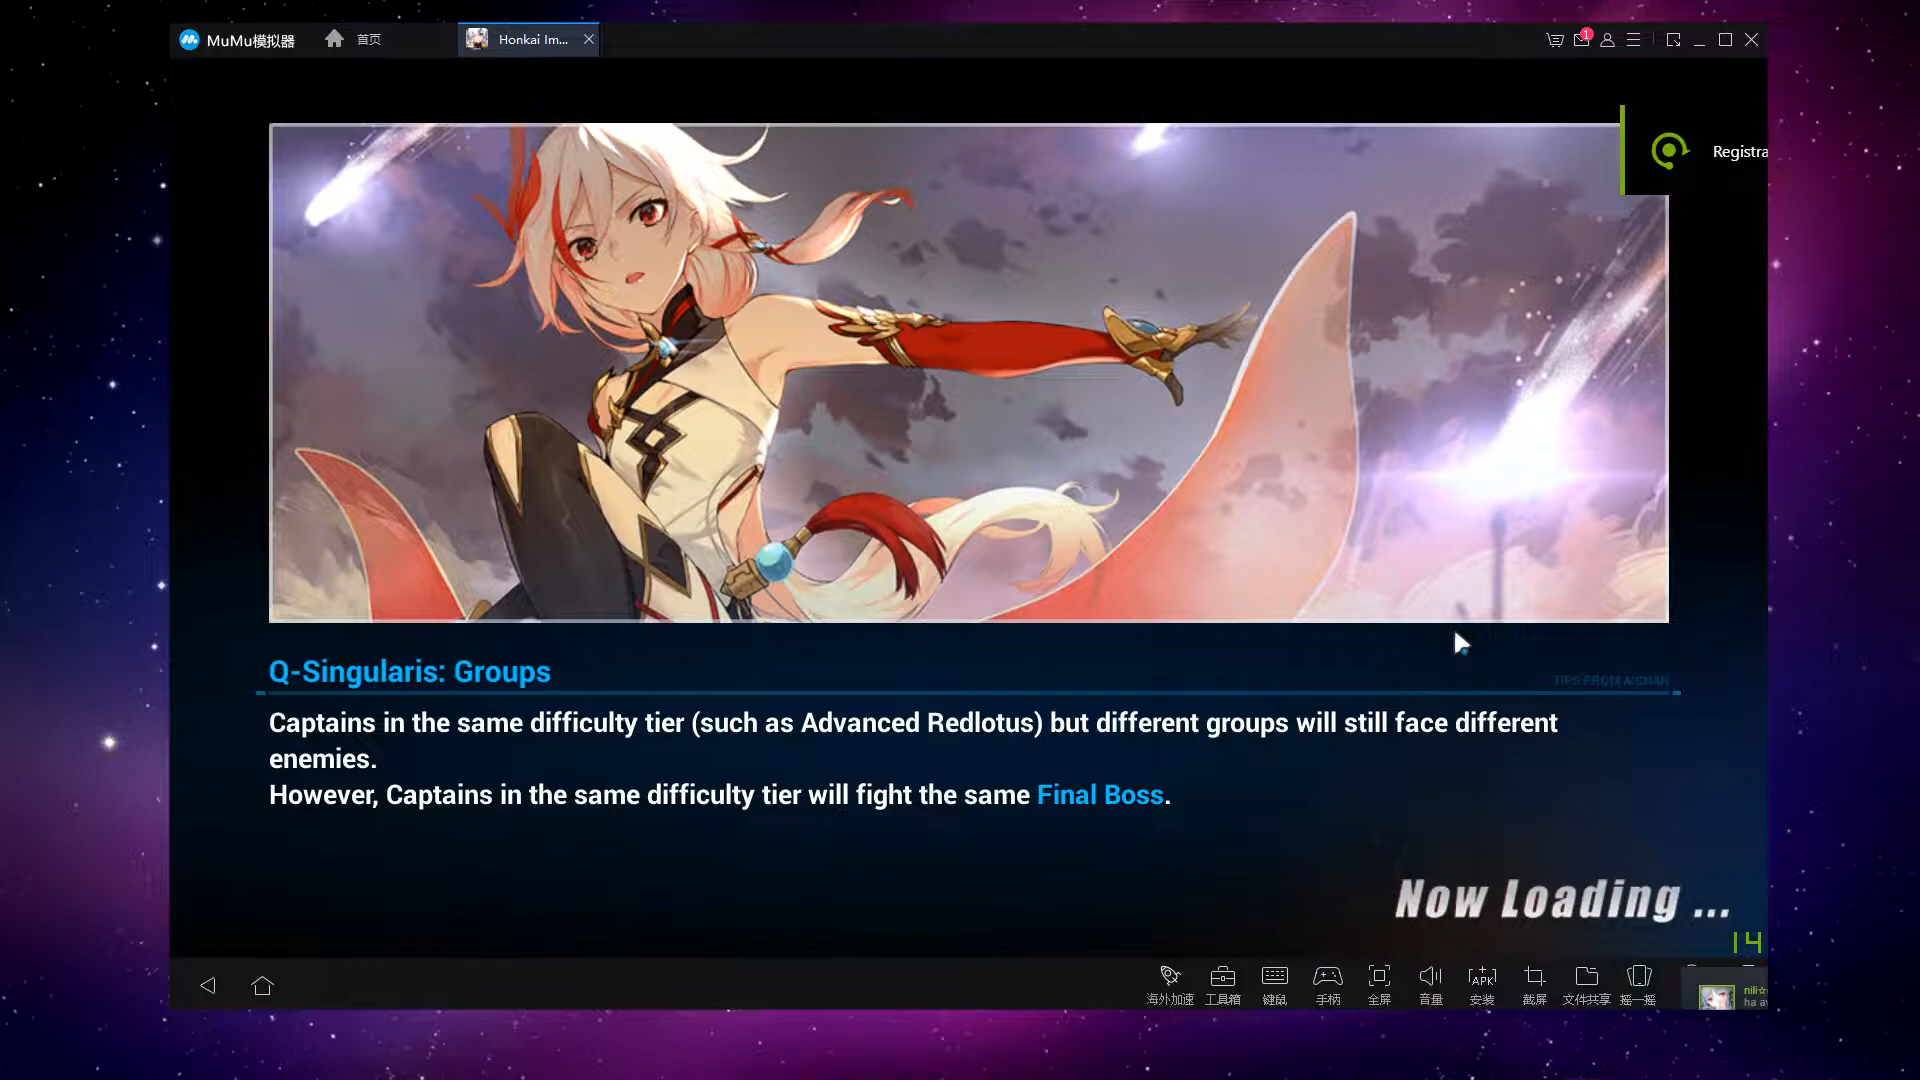 MuMu模拟器
首页
Honkai Im...
1
Registra
Q-Singularis: Groups
TIPS FROM AICHAN
Captains in the same difficulty tier (such as Advanced Redlotus) but different groups will still face different
enemies.
However, Captains in the same difficulty tier will fight the same Final Boss.
Now Loading ...
14
海外加速 工具箱 键鼠 手柄 全屏 音量 安装 截屏 文件共享 摇一摇
APK
nili☆